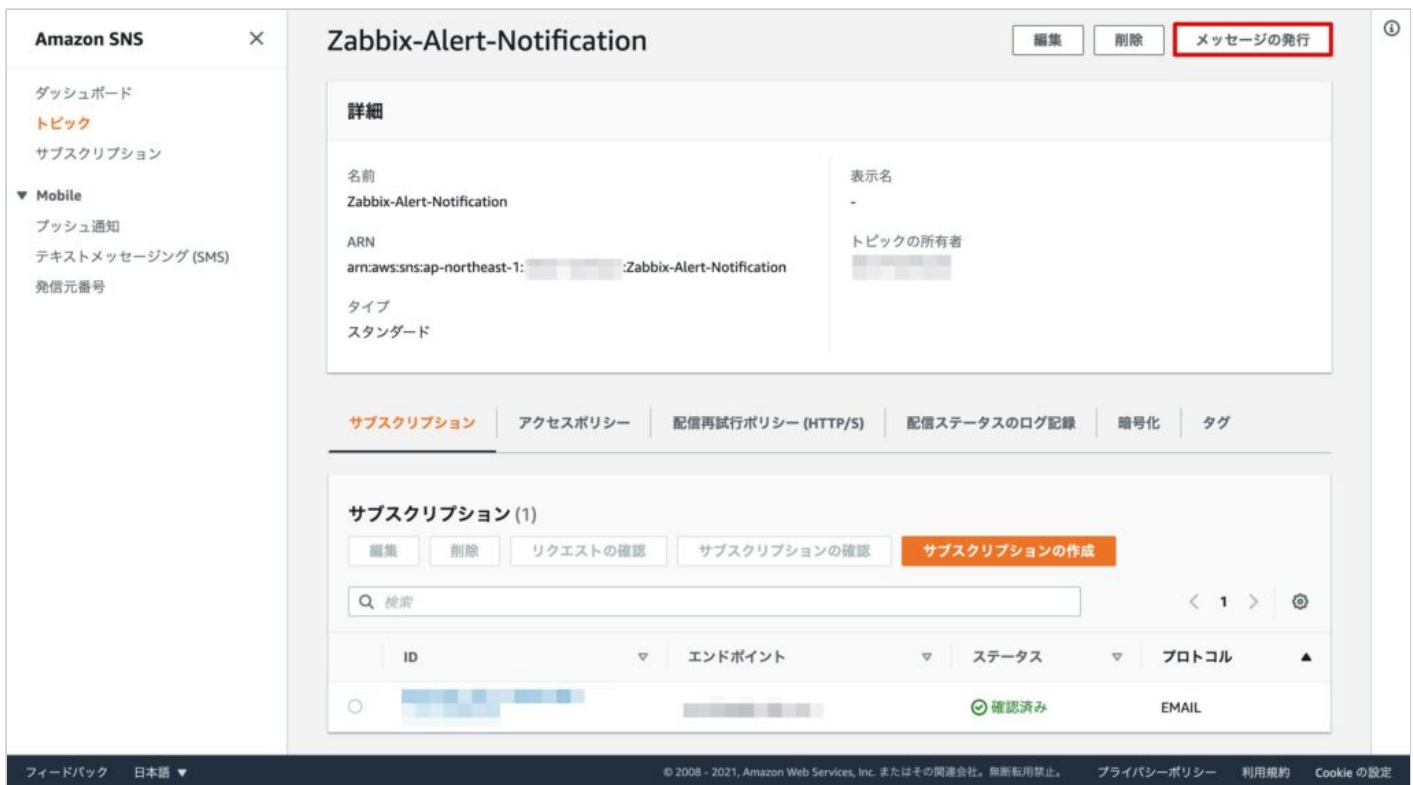 Amazon SNS
ダッシュボード
トピック
サブスクリプション
Mobile
プッシュ通知
テキストメッセージング (SMS)
発信元番号
Zabbix-Alert-Notification
編集
削除
メッセージの発行
詳細
名前
Zabbix-Alert-Notification
ARN
arn:aws:sns:ap-northeast-1: :Zabbix-Alert-Notification
タイプ
スタンダード
表示名
-
トピックの所有者
サブスクリプション
アクセスポリシー
配信再試行ポリシー (HTTP/S)
配信ステータスのログ記録
暗号化
タグ
サブスクリプション (1)
編集
削除
リクエストの確認
サブスクリプションの確認
サブスクリプションの作成
検索
1
ID
エンドポイント
ステータス
プロトコル
確認済み
EMAIL
フィードバック
日本語
© 2008 - 2021, Amazon Web Services, Inc. またはその関連会社。無断転用禁止。
プライバシーポリシー
利用規約
Cookie の設定